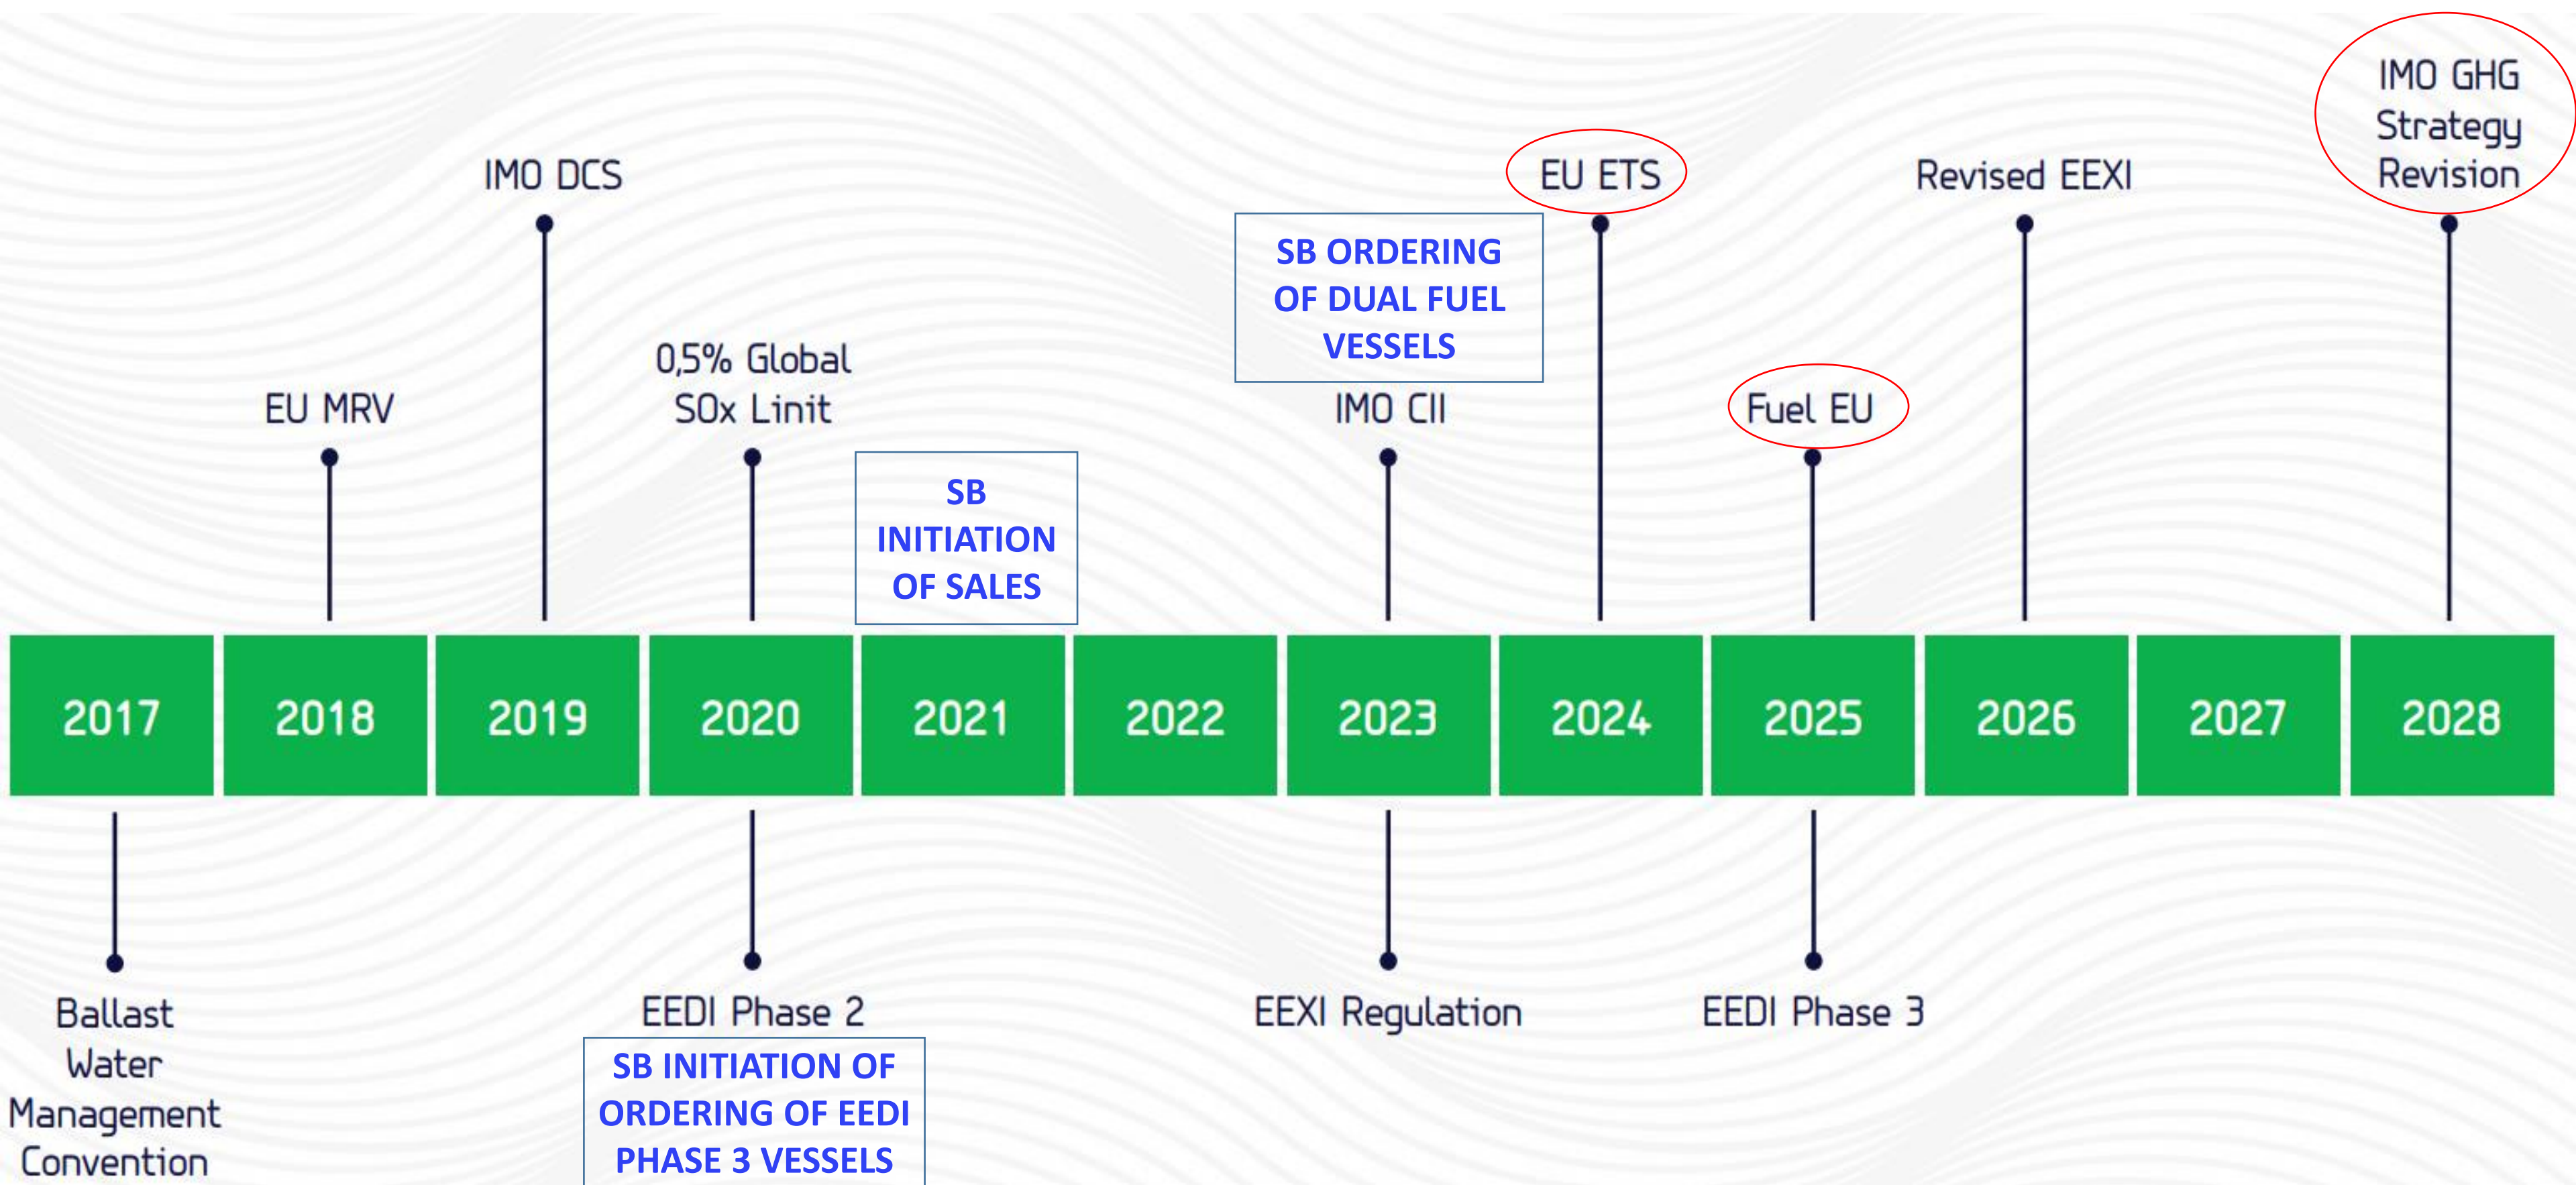 IMO GHG
Strategy
Revision
IMO DCS
EU ETS
Revised EEXI
SB ORDERING
OF DUAL FUEL
VESSELS
0,5% Global
SOx Linit
EU MRV
IMO CII
Fuel EU
SB
INITIATION
OF SALES
2017
2018
2019
2020
2021
2022
2023
2024
2025
2026
2027
2028
Ballast
Water
Management
Convention
EEDI Phase 2
SB INITIATION OF
ORDERING OF EEDI
PHASE 3 VESSELS
EEXI Regulation
EEDI Phase 3